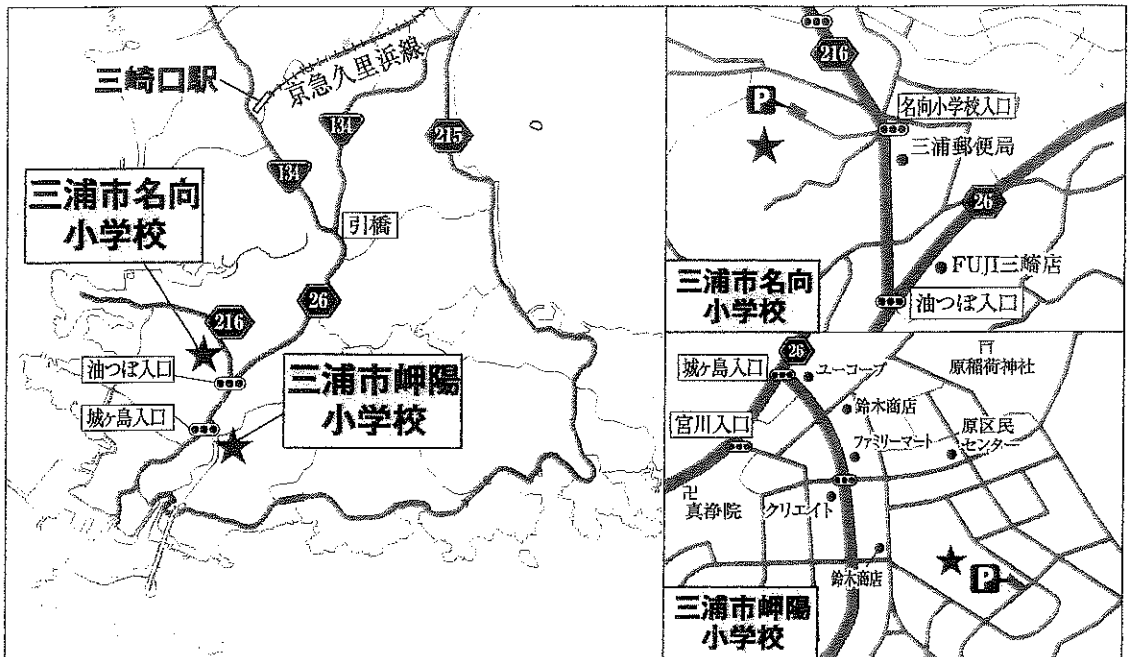 三崎口駅
京急久里浜線
134
134
215
三浦市名向
小学校
引橋
26
216
油つぼ入口
三浦市岬陽
小学校
城ヶ島入口
216
P
名向小学校入口
三浦郵便局
26
FUJI三崎店
三浦市名向
小学校
油つぼ入口
26
城ヶ島入口
ユーコープ
原稲荷神社
鈴木商店
宮川入口
ファミリーマート
原区民
センター
卍
真浄院
クリエイト
鈴木商店
P
三浦市岬陽
小学校